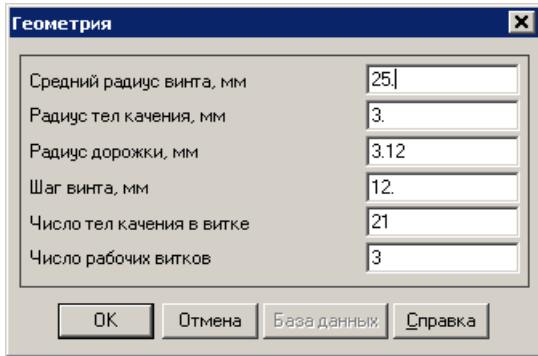 Геометрия
Средний радиус винта, мм 25.
Радиус тел качения, мм 3.
Радиус дорожки, мм 3.12
Шаг винта, мм 12.
Число тел качения в витке 21
Число рабочих витков 3
OK Отмена База данных Справка